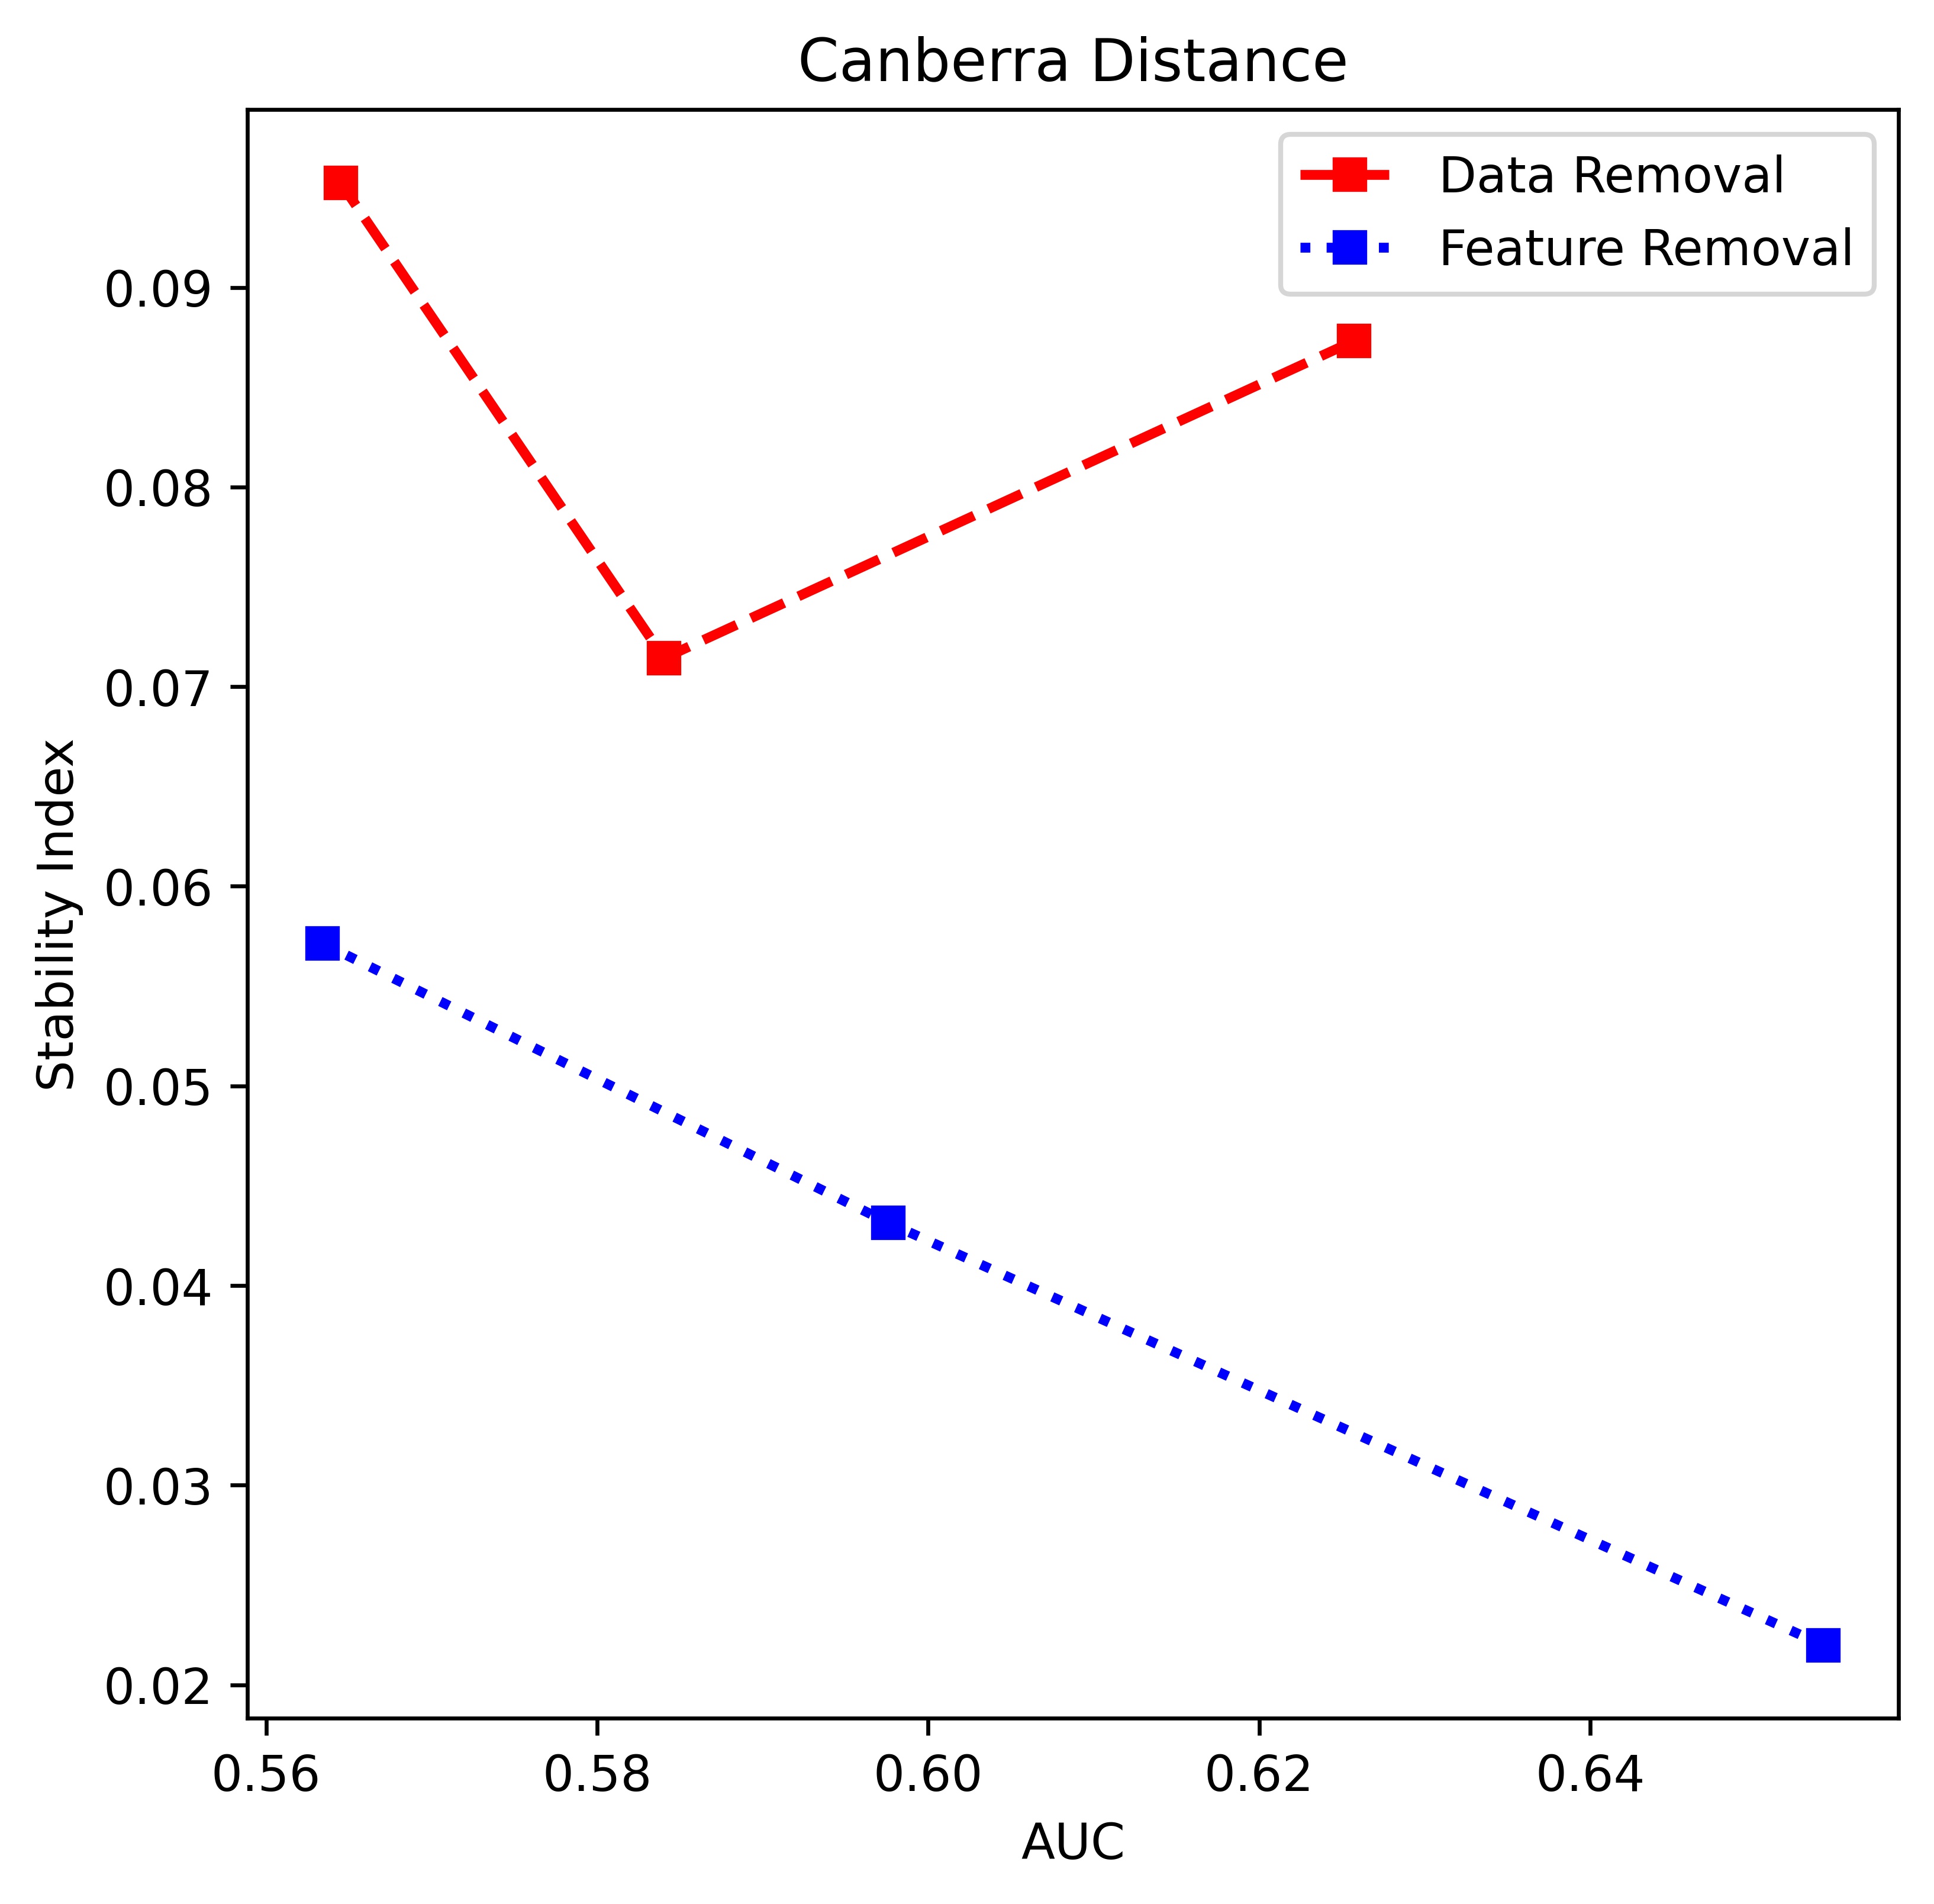 Canberra Distance
Data Removal
Feature Removal
Stability Index
0.09
0.08
0.07
0.06
0.05
0.04
0.03
0.02
0.56
0.58
0.60
0.62
0.64
AUC